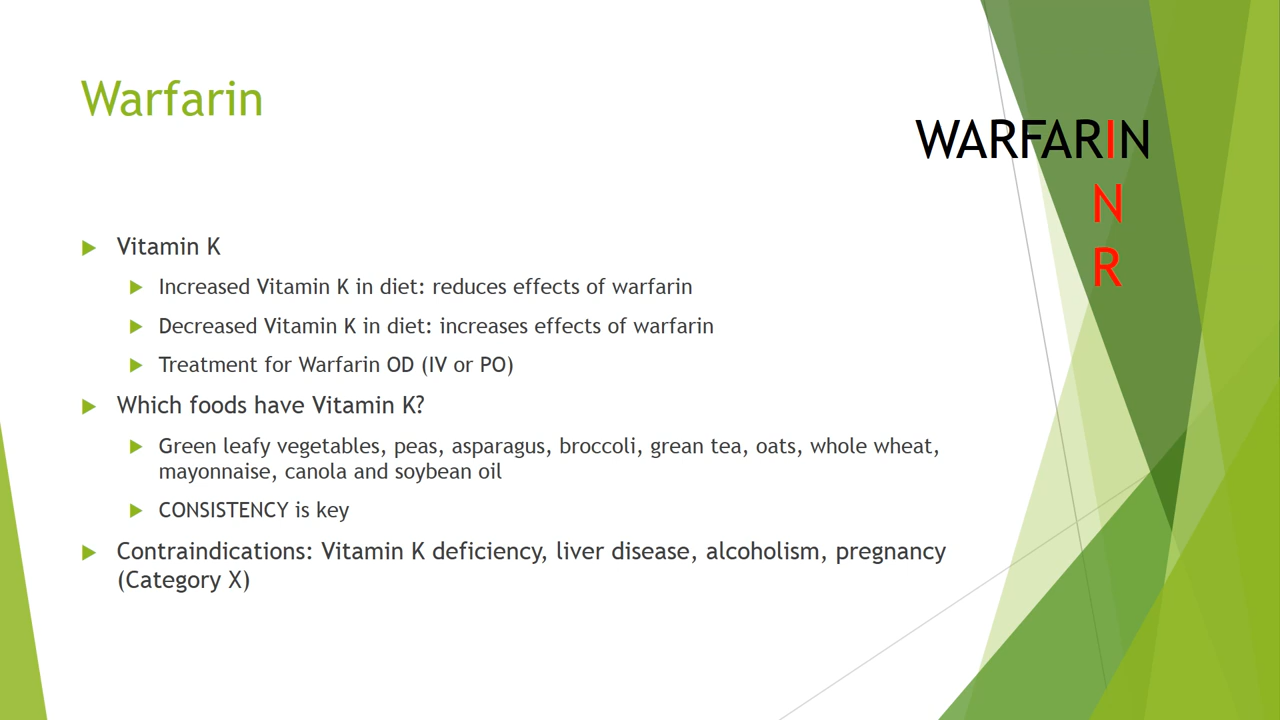 Warfarin
WARFARIN
N
R
Vitamin K
Increased Vitamin K in diet: reduces effects of warfarin
Decreased Vitamin K in diet: increases effects of warfarin
Treatment for Warfarin OD (IV or PO)
Which foods have Vitamin K?
Green leafy vegetables, peas, asparagus, broccoli, grean tea, oats, whole wheat,
mayonnaise, canola and soybean oil
CONSISTENCY is key
Contraindications: Vitamin K deficiency, liver disease, alcoholism, pregnancy
(Category X)